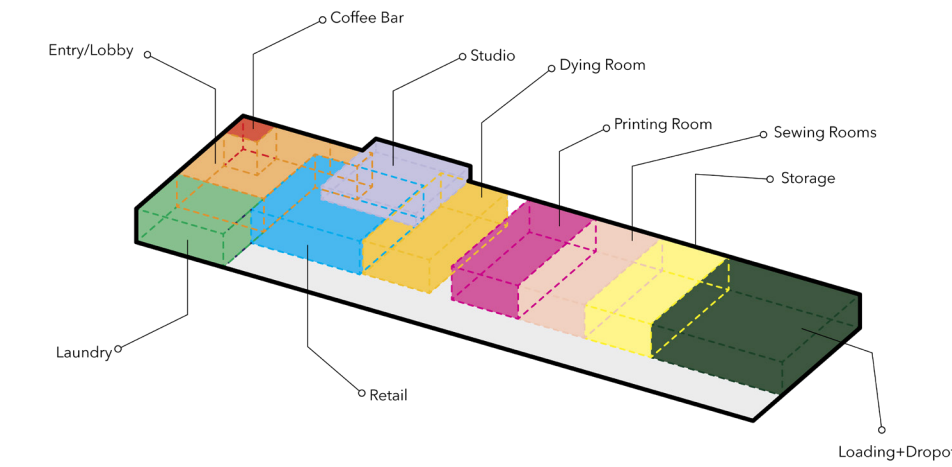 Coffee Bar
Entry/Lobby
Studio
Dying Room
Printing Room
Sewing Rooms
Storage
Laundry
Retail